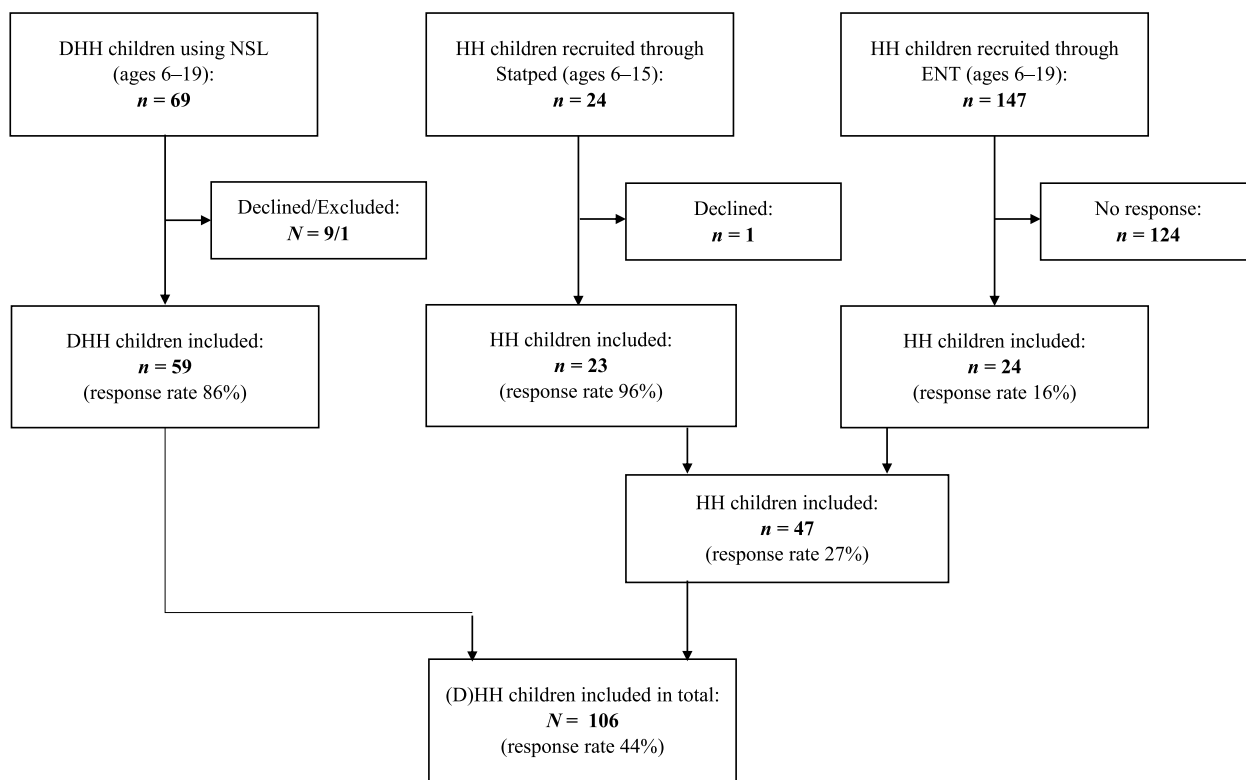 DHH children using NSL
(ages 6–19):
n = 69
HH children recruited through
Statped (ages 6–15):
n = 24
HH children recruited through
ENT (ages 6–19):
n = 147
Declined/Excluded:
N = 9/1
Declined:
n = 1
No response:
n = 124
DHH children included:
n = 59
(response rate 86%)
HH children included:
n = 23
(response rate 96%)
HH children included:
n = 24
(response rate 16%)
HH children included:
n = 47
(response rate 27%)
(D)HH children included in total:
N = 106
(response rate 44%)